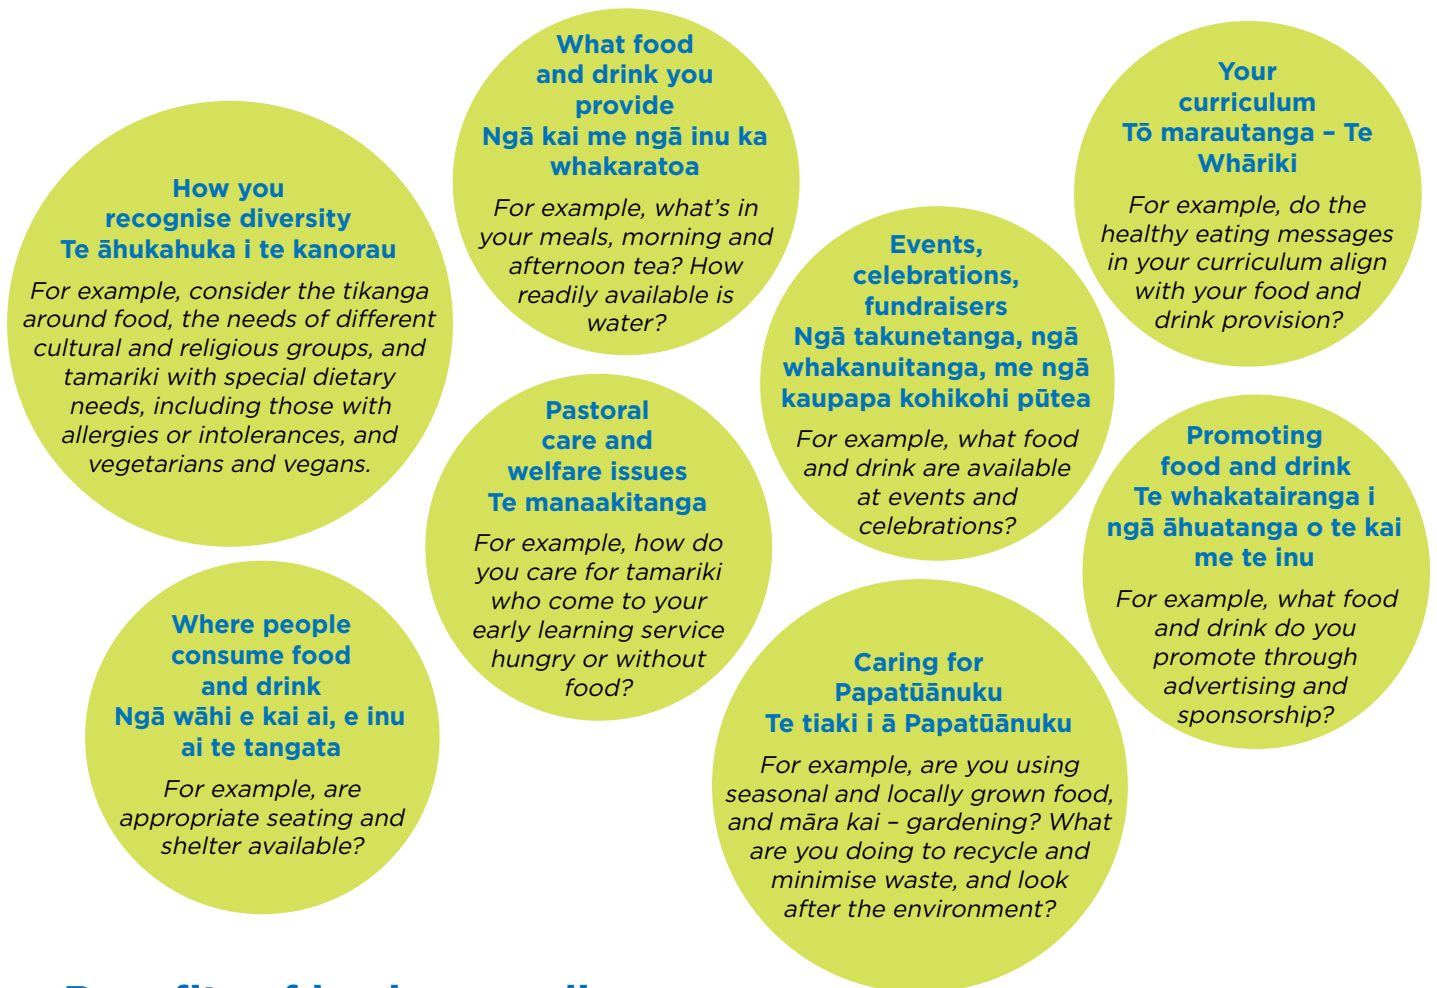 What food
and drink you
provide
Ngā kai me ngā inu ka
whakaratoa
For example, what's in
your meals, morning and
afternoon tea? How
readily available is
water?
Your
curriculum
Tō marautanga – Te
Whāriki
For example, do the
healthy eating messages
in your curriculum align
with your food and
drink provision?
How you
recognise diversity
Te āhukahuka i te kanorau
For example, consider the tikanga
around food, the needs of different
cultural and religious groups, and
tamariki with special dietary
needs, including those with
allergies or intolerances, and
vegetarians and vegans.
Events,
celebrations,
fundraisers
Ngā takunetanga, ngā
whakanuitanga, me ngā
kaupapa kohikohi pūtea
For example, what food
and drink are available
at events and
celebrations?
Pastoral
care and
welfare issues
Te manaakitanga
For example, how do
you care for tamariki
who come to your
early learning service
hungry or without
food?
Promoting
food and drink
Te whakatairanga i
ngā āhuatanga o te kai
me te inu
For example, what food
and drink do you
promote through
advertising and
sponsorship?
Where people
consume food
and drink
Ngā wāhi e kai ai, e inu
ai te tangata
For example, are
appropriate seating and
shelter available?
Caring for
Papatūānuku
Te tiaki i ā Papatūānuku
For example, are you using
seasonal and locally grown food,
and māra kai – gardening? What
are you doing to recycle and
minimise waste, and look
after the environment?